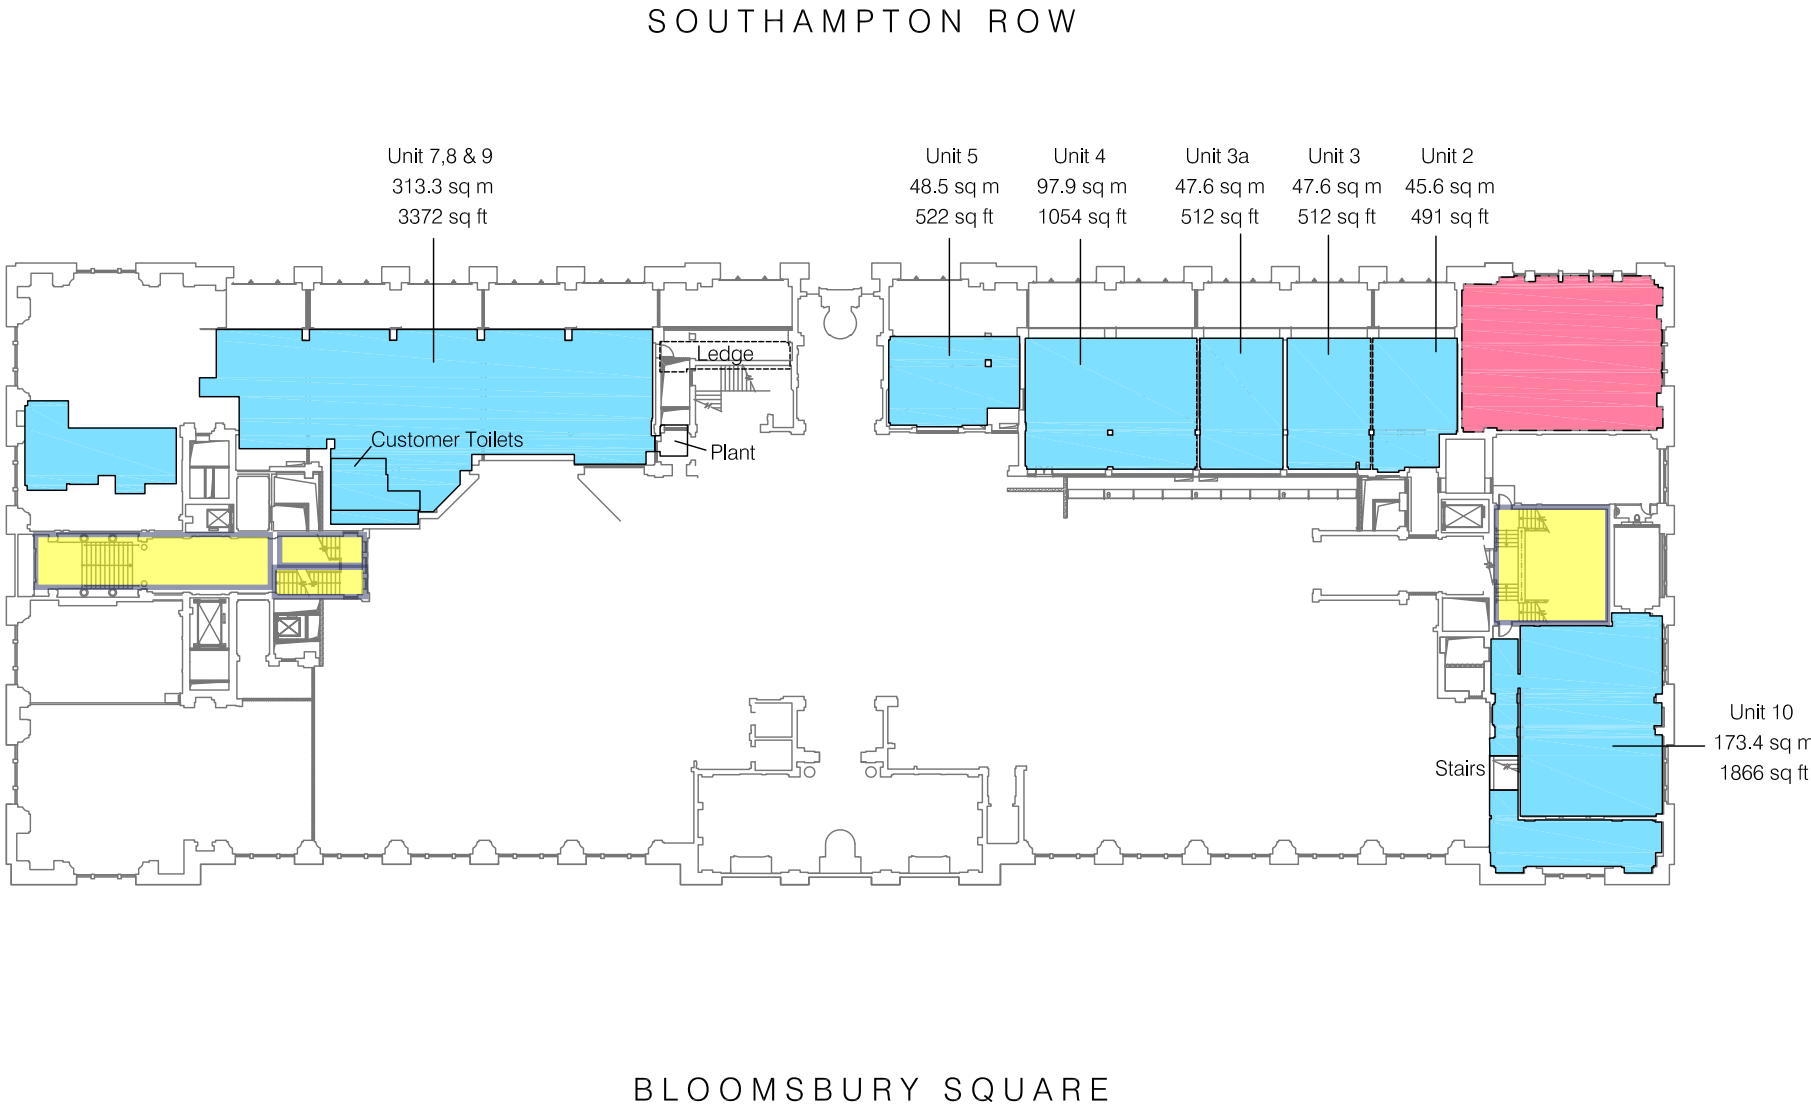 SOUTHAMPTON ROW
Unit 7,8 & 9
313.3 sq m
3372 sq ft
Unit 5
48.5 sq m
522 sq ft
Unit 4
97.9 sq m
1054 sq ft
Unit 3a
47.6 sq m
512 sq ft
Unit 3
47.6 sq m
512 sq ft
Unit 2
45.6 sq m
491 sq ft
Ledge
Customer Toilets
Plant
Unit 10
173.4 sq m
1866 sq ft
Stairs
BLOOMSBURY SQUARE